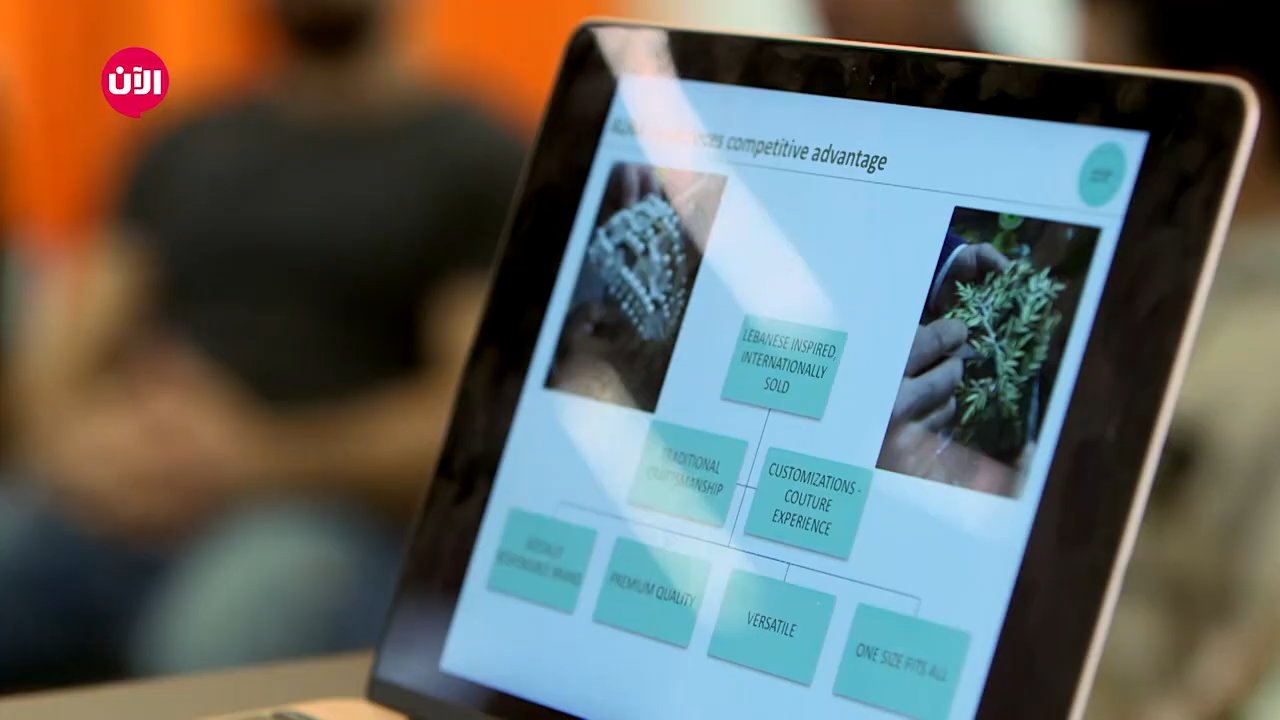 الآن
competitive advantage
LEBANESE INSPIRED,
INTERNATIONALLY
SOLD
TRADITIONAL
CRAFTSMANSHIP
CUSTOMIZATIONS -
COUTURE
EXPERIENCE
PREMIUM QUALITY
VERSATILE
ONE SIZE FITS ALL